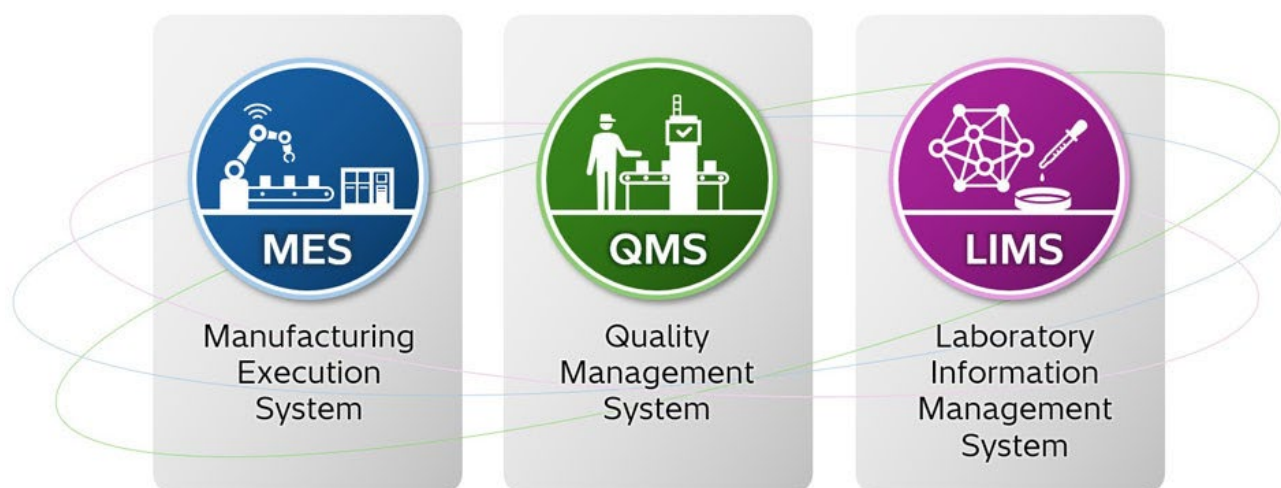 MES
Manufacturing
Execution
System
QMS
Quality
Management
System
LIMS
Laboratory
Information
Management
System